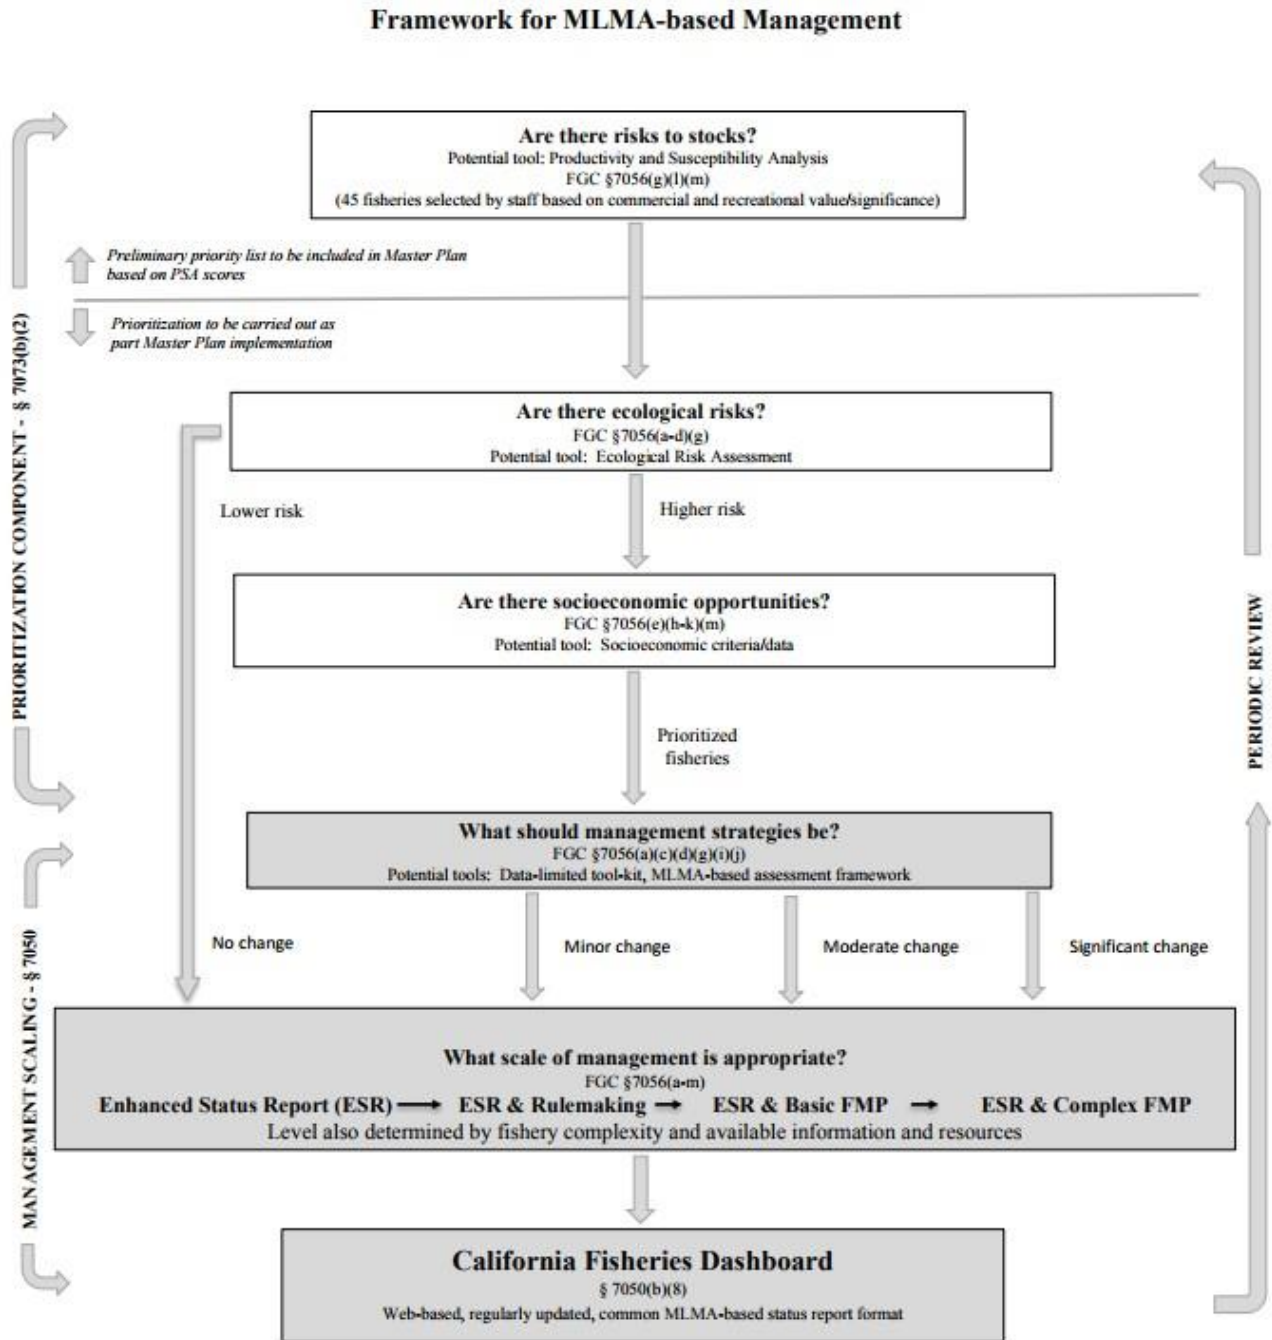 Framework for MLMA-based Management
Are there risks to stocks?
Potential tool: Productivity and Susceptibility Analysis
FGC §7056(g)(l)(m)
(45 fisheries selected by staff based on commercial and recreational value/significance)
Preliminary priority list to be included in Master Plan
based on PSA scores
Prioritization to be carried out as
part Master Plan implementation
PRIORITIZATION COMPONENT - § 7073(b)(2)
Are there ecological risks?
FGC §7056(a-d)(g)
Potential tool: Ecological Risk Assessment
Lower risk
Higher risk
Are there socioeconomic opportunities?
FGC §7056(e)(h-k)(m)
Potential tool: Socioeconomic criteria/data
Prioritized
fisheries
PERIODIC REVIEW
What should management strategies be?
FGC §7056(a)(c)(d)(g)(i)(j)
Potential tools: Data-limited tool-kit, MLMA-based assessment framework
No change
Minor change
Moderate change
Significant change
MANAGEMENT SCALING - § 7050
What scale of management is appropriate?
FGC §7056(a-m)
Enhanced Status Report (ESR) → ESR & Rulemaking → ESR & Basic FMP → ESR & Complex FMP
Level also determined by fishery complexity and available information and resources
California Fisheries Dashboard
§ 7050(b)(8)
Web-based, regularly updated, common MLMA-based status report format